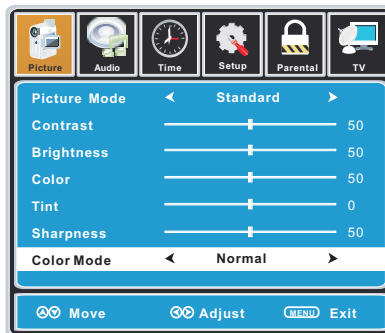 Picture Audio Time Setup Parental TV
Picture Mode Standard
Contrast 50
Brightness 50
Color 50
Tint 0
Sharpness 50
Color Mode Normal
Move Adjust MENU Exit